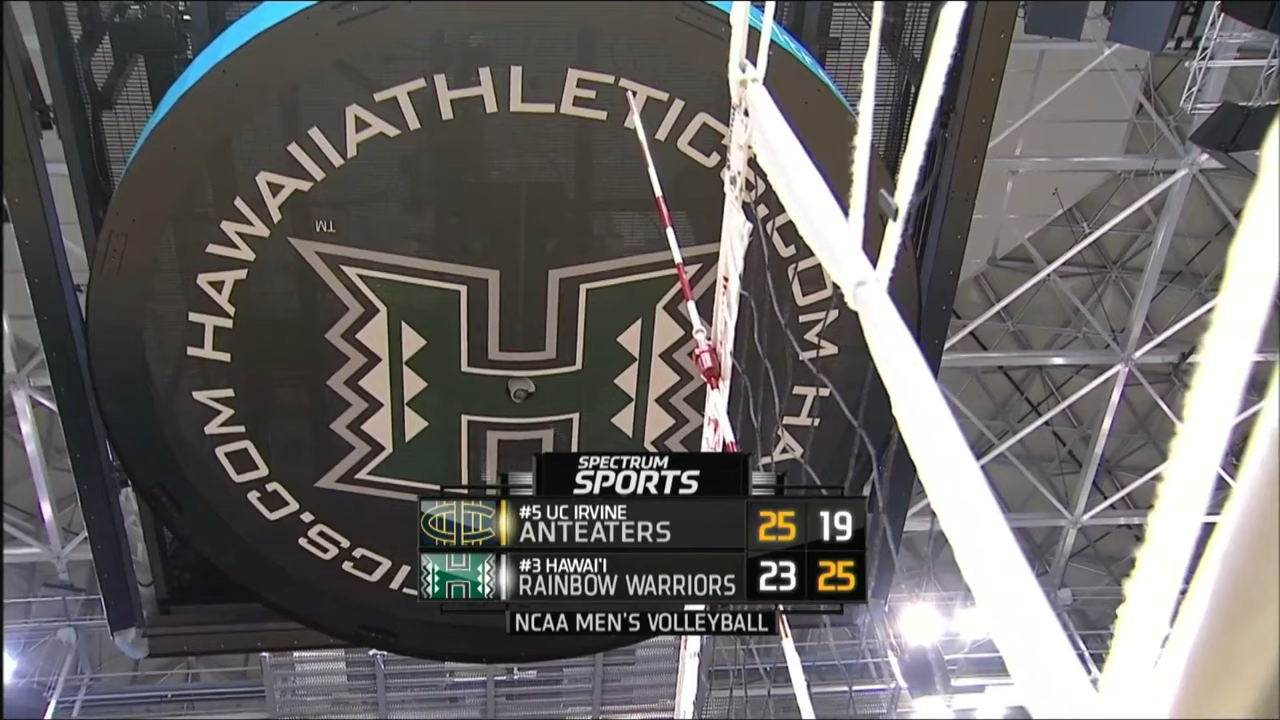 HAWAIIATHLETICS.COM HA
ICS.COM
TM
H
SPECTRUM
SPORTS
#5 UC IRVINE
ANTEATERS 25 19
#3 HAWAI'I
RAINBOW WARRIORS 23 25
NCAA MEN'S VOLLEYBALL